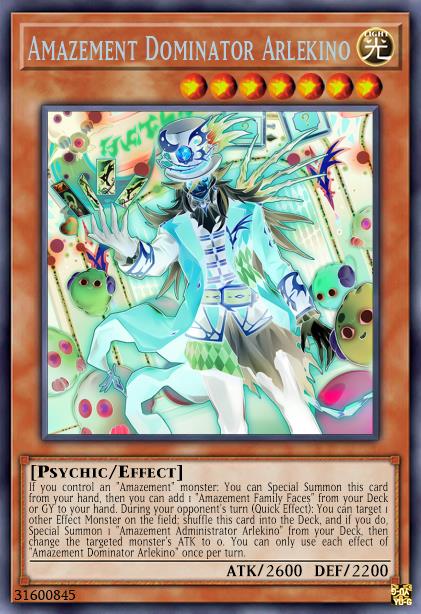 AMAZEMENT DOMINATOR ARLEKINO
LIGHT
光
[PSYCHIC/EFFECT]
If you control an "Amazement" monster: You can Special Summon this card
from your hand, then you can add 1 "Amazement Family Faces" from your Deck
or GY to your hand. During your opponent's turn (Quick Effect): You can target 1
other Effect Monster on the field; shuffle this card into the Deck, and if you do,
Special Summon 1 "Amazement Administrator Arlekino" from your Deck, then
change the targeted monster's ATK to 0. You can only use each effect of
"Amazement Dominator Arlekino" once per turn.
ATK/2600 DEF/2200
31600845